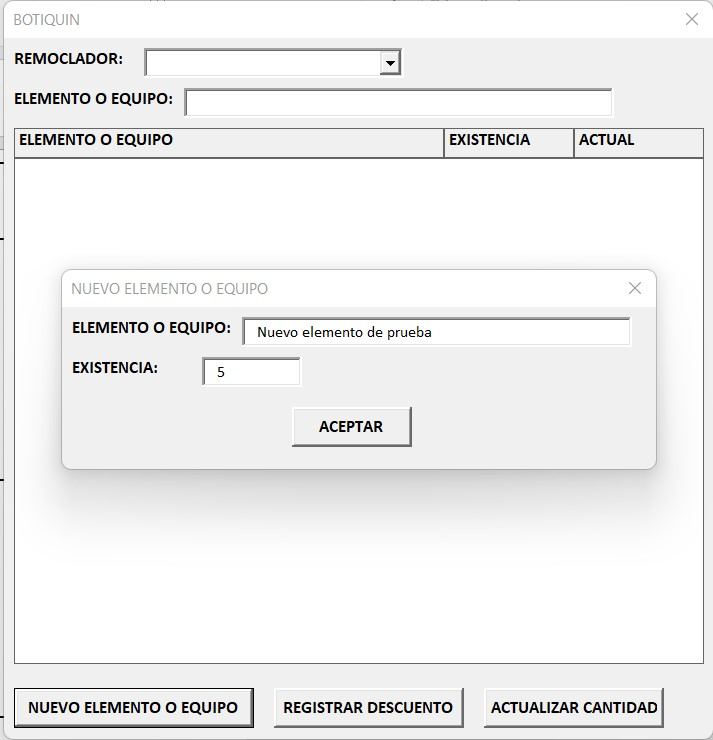 BOTIQUIN
REMOCLADOR:
ELEMENTO O EQUIPO:
ELEMENTO O EQUIPO EXISTENCIA ACTUAL
NUEVO ELEMENTO O EQUIPO
ELEMENTO O EQUIPO: Nuevo elemento de prueba
EXISTENCIA: 5
ACEPTAR
NUEVO ELEMENTO O EQUIPO REGISTRAR DESCUENTO ACTUALIZAR CANTIDAD